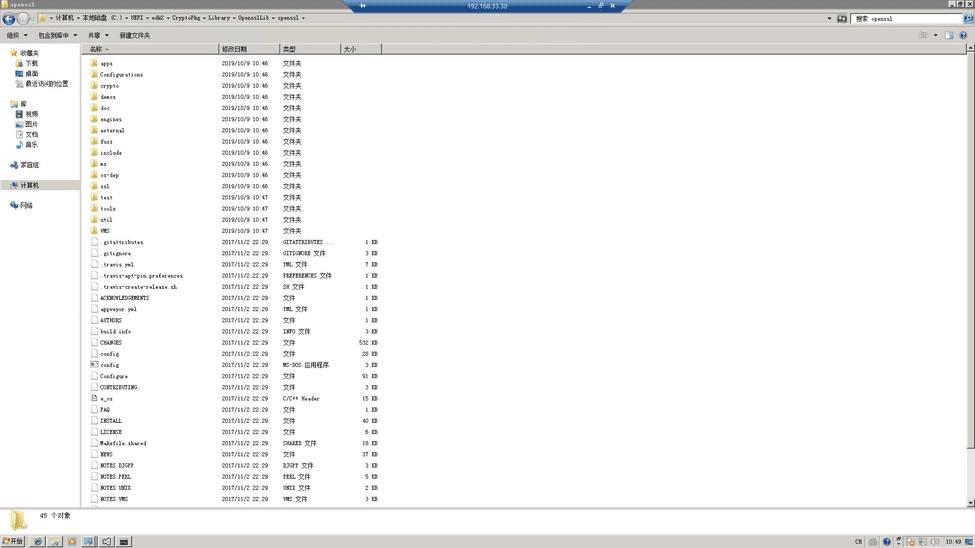 openssl
192.168.33.30
计算机 本地磁盘 (C:) UEFI edk2 CryptoPkg Library OpensslLib openssl
搜索 openssl
组织 包含到库中 共享 新建文件夹
名称 修改日期 类型 大小
收藏夹
下载
桌面
最近访问的位置
库
视频
图片
文档
音乐
家庭组
计算机
网络
apps 2019/10/9 10:46 文件夹
Configurations 2019/10/9 10:46 文件夹
crypto 2019/10/9 10:46 文件夹
demos 2019/10/9 10:46 文件夹
doc 2019/10/9 10:46 文件夹
engines 2019/10/9 10:46 文件夹
external 2019/10/9 10:46 文件夹
fuzz 2019/10/9 10:46 文件夹
include 2019/10/9 10:46 文件夹
ms 2019/10/9 10:46 文件夹
os-dep 2019/10/9 10:46 文件夹
ssl 2019/10/9 10:46 文件夹
test 2019/10/9 10:47 文件夹
tools 2019/10/9 10:47 文件夹
util 2019/10/9 10:47 文件夹
VMS 2019/10/9 10:47 文件夹
.gitattributes 2017/11/2 22:29 GITATTRIBUTES ... 1 KB
.gitignore 2017/11/2 22:29 GITIGNORE 文件 3 KB
.travis.yml 2017/11/2 22:29 YML 文件 7 KB
.travis-apt-pin.preferences 2017/11/2 22:29 PREFERENCES 文件 1 KB
.travis-create-release.sh 2017/11/2 22:29 SH 文件 1 KB
ACKNOWLEDGEMENTS 2017/11/2 22:29 文件 1 KB
appveyor.yml 2017/11/2 22:29 YML 文件 1 KB
AUTHORS 2017/11/2 22:29 文件 1 KB
build.info 2017/11/2 22:29 INFO 文件 3 KB
CHANGES 2017/11/2 22:29 文件 532 KB
config 2017/11/2 22:29 文件 28 KB
config 2017/11/2 22:29 MS-DOS 应用程序 3 KB
Configure 2017/11/2 22:29 文件 91 KB
CONTRIBUTING 2017/11/2 22:29 文件 3 KB
e_os 2017/11/2 22:29 C/C++ Header 15 KB
FAQ 2017/11/2 22:29 文件 1 KB
INSTALL 2017/11/2 22:29 文件 40 KB
LICENSE 2017/11/2 22:29 文件 6 KB
Makefile.shared 2017/11/2 22:29 SHARED 文件 18 KB
NEWS 2017/11/2 22:29 文件 37 KB
NOTES.DJGPP 2017/11/2 22:29 DJGPP 文件 3 KB
NOTES.PERL 2017/11/2 22:29 PERL 文件 5 KB
NOTES.UNIX 2017/11/2 22:29 UNIX 文件 2 KB
NOTES.VMS 2017/11/2 22:29 VMS 文件 3 KB
45 个对象
开始
CH
10:49